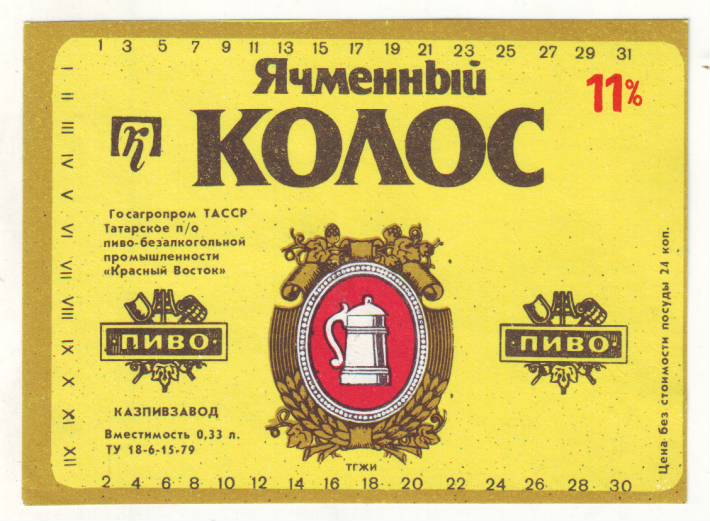 1 3 5 7 9 11 13 15 17 19 21 23 25 27 29 31
I
II
III
IV
V
VI
VII
VIII
IX
X
XI
XII
Ячменный
КОЛОС
11%
К
Госагропром ТАССР
Татарское п/о
пиво-безалкогольной
промышленности
«Красный Восток»
ПИВО
ПИВО
КАЗПИВЗАВОД
Вместимость 0,33 л.
ТУ 18-6-15-79
ТГЖИ
Цена без стоимости посуды 24 коп.
2 4 6 8 10 12 14 16 18 20 22 24 26 28 30